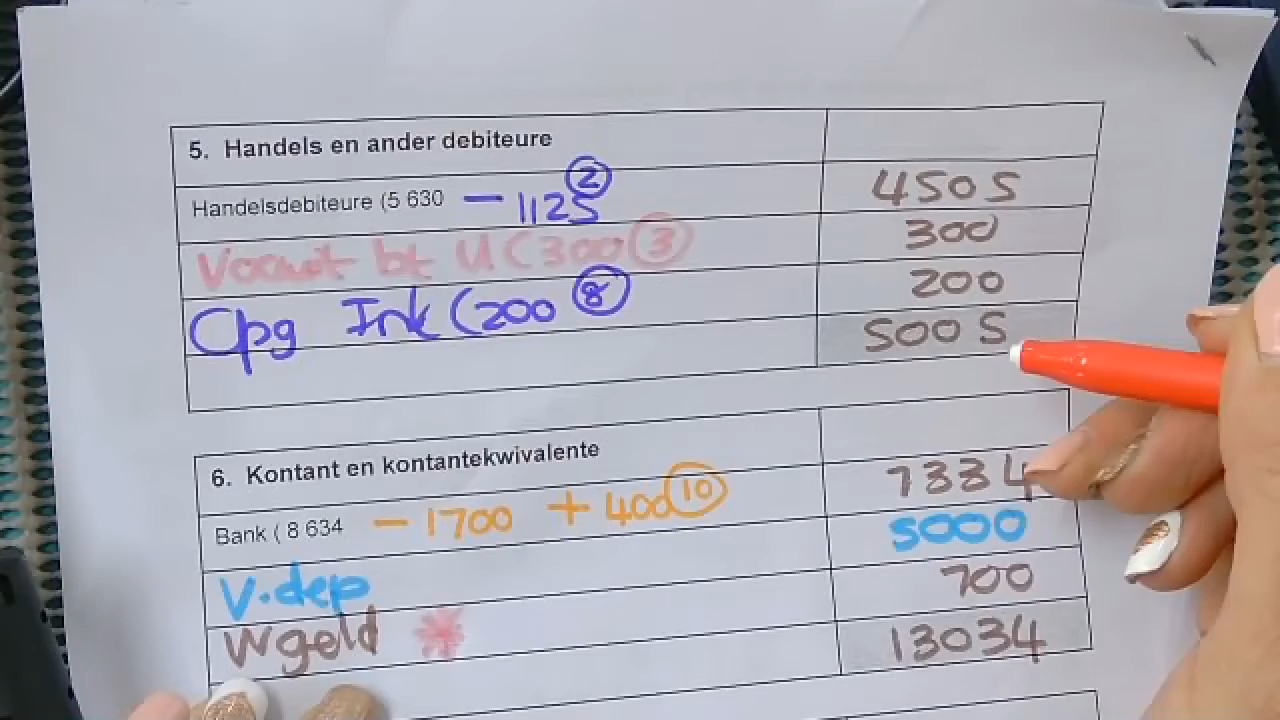 5. Handels en ander debiteure
Handelsdebiteure (5 630 – 1125 ② 4505
Vooruit bt U (300 ③ 300
Opg Ink (200 ⑧ 200
5005
6. Kontant en kontantekwivalente
Bank ( 8 634 – 1700 + 400 ⑩ 7334
V.dep 5000
Wgeld * 700
13034